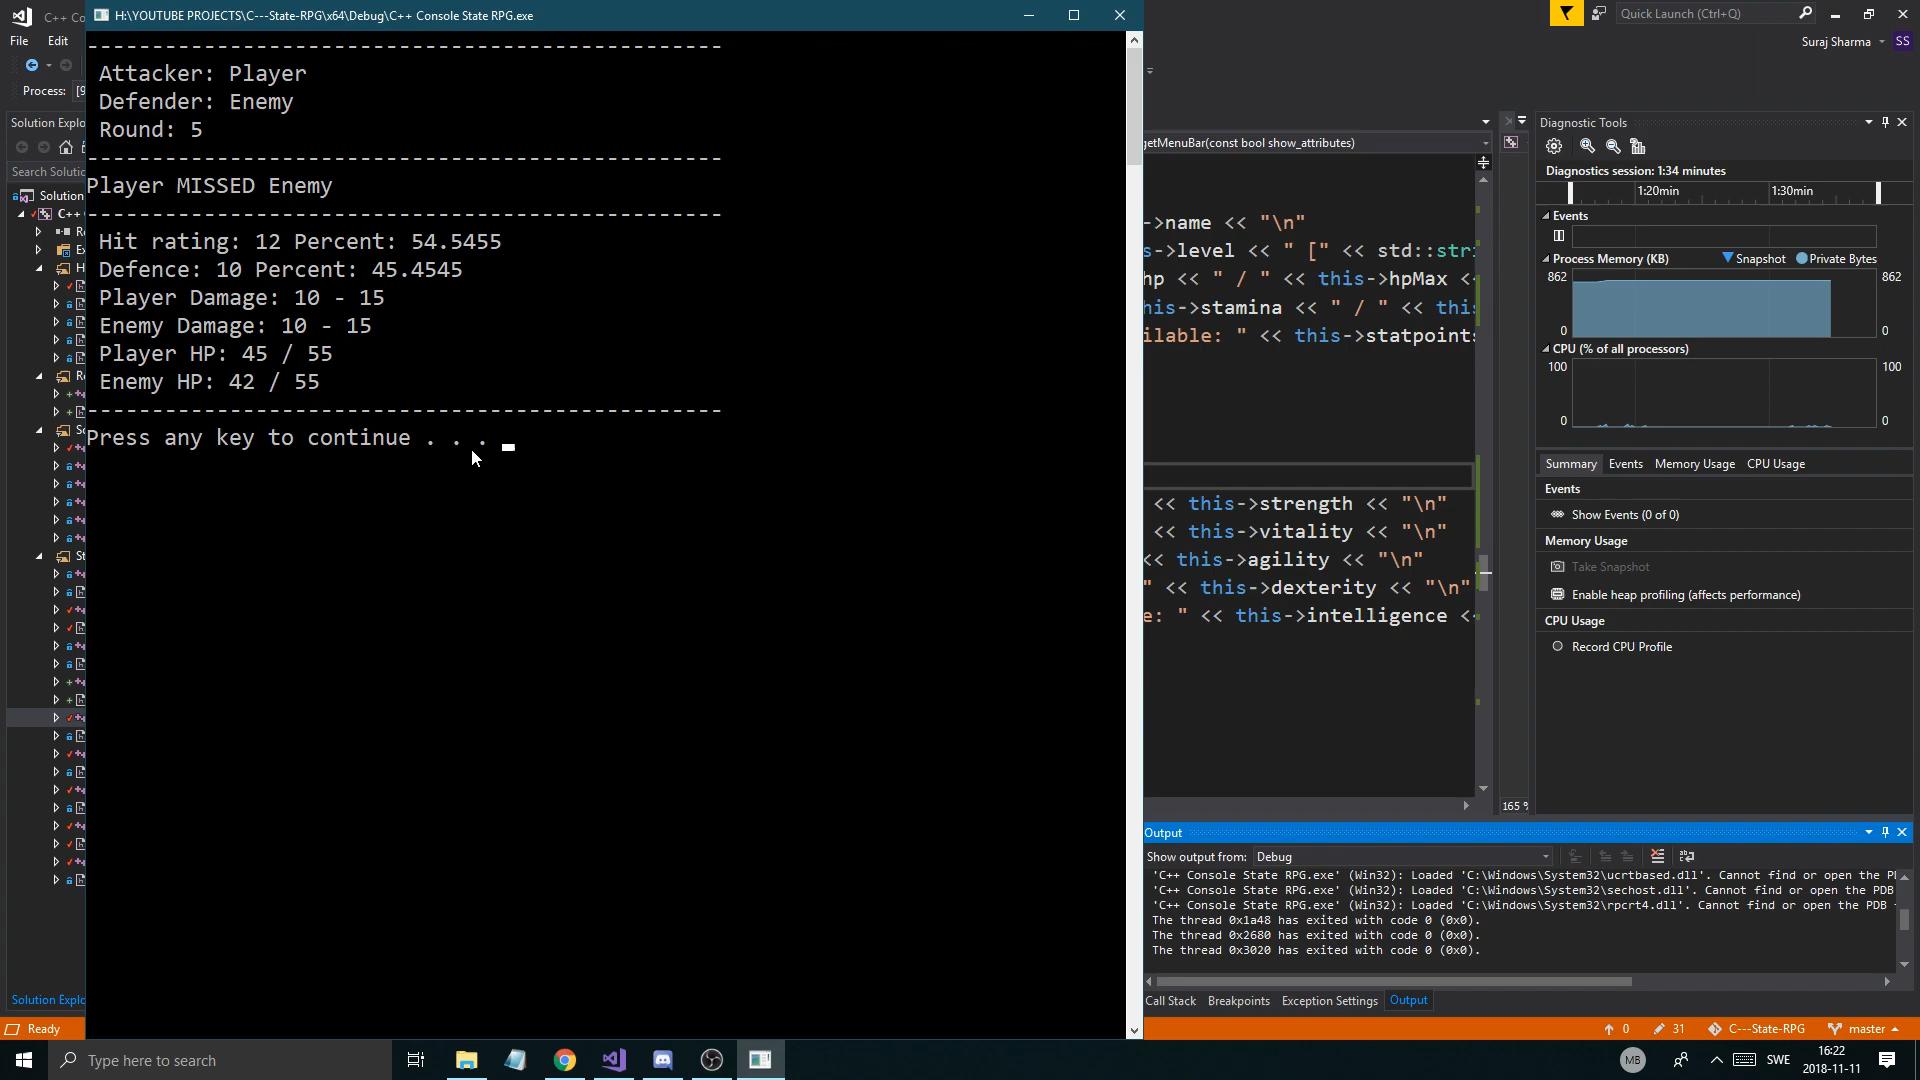 C++ Co
H:\YOUTUBE PROJECTS\C---State-RPG\x64\Debug\C++ Console State RPG.exe
Quick Launch (Ctrl+Q)
File
Edit
Suraj Sharma
SS
Process:
[9
-------------------------------------------------
Attacker: Player
Defender: Enemy
Round: 5
-------------------------------------------------
Player MISSED Enemy
-------------------------------------------------
Hit rating: 12 Percent: 54.5455
Defence: 10 Percent: 45.4545
Player Damage: 10 - 15
Enemy Damage: 10 - 15
Player HP: 45 / 55
Enemy HP: 42 / 55
-------------------------------------------------
Press any key to continue . . .
Solution Explo
Search Solutio
Solution
C++
R
Ex
H
R
So
St
Solution Explo
getMenuBar(const bool show_attributes)
->name << "\n"
s->level << " [" << std::stri
hp << " / " << this->hpMax <<
his->stamina << " / " << this
ilable: " << this->statpoints
<< this->strength << "\n"
<< this->vitality << "\n"
<< this->agility << "\n"
" << this->dexterity << "\n"
e: " << this->intelligence <<
165 %
Diagnostic Tools
Diagnostics session: 1:34 minutes
1:20min
1:30min
Events
Process Memory (KB)
Snapshot
Private Bytes
862
862
0
0
CPU (% of all processors)
100
100
0
0
Summary
Events
Memory Usage
CPU Usage
Events
Show Events (0 of 0)
Memory Usage
Take Snapshot
Enable heap profiling (affects performance)
CPU Usage
Record CPU Profile
Output
Show output from:
Debug
'C++ Console State RPG.exe' (Win32): Loaded 'C:\Windows\System32\ucrtbased.dll'. Cannot find or open the PD
'C++ Console State RPG.exe' (Win32): Loaded 'C:\Windows\System32\sechost.dll'. Cannot find or open the PDB
'C++ Console State RPG.exe' (Win32): Loaded 'C:\Windows\System32\rpcrt4.dll'. Cannot find or open the PDB
The thread 0x1a48 has exited with code 0 (0x0).
The thread 0x2680 has exited with code 0 (0x0).
The thread 0x3020 has exited with code 0 (0x0).
Call Stack
Breakpoints
Exception Settings
Output
Ready
0
31
C---State-RPG
master
Type here to search
MB
SWE
16:22
2018-11-11